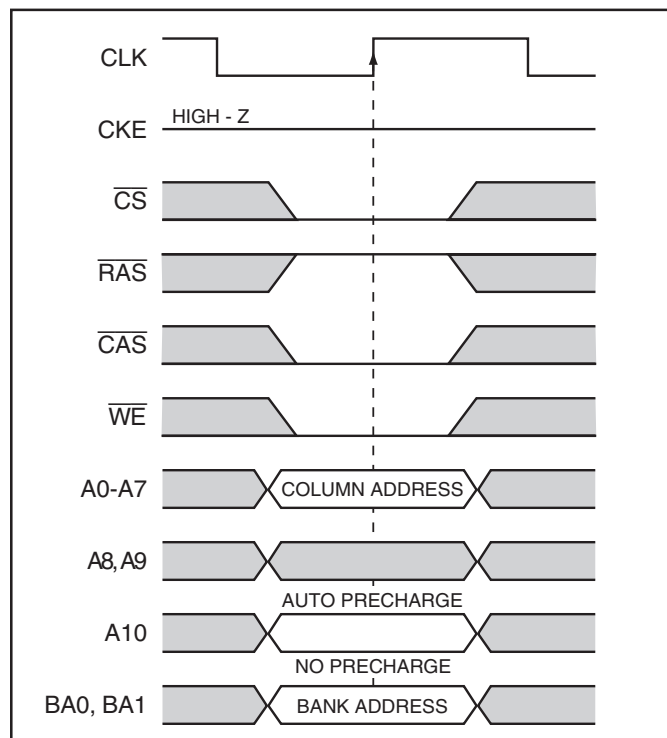 CLK
CKE HIGH - Z
CS
RAS
CAS
WE
A0-A7 COLUMN ADDRESS
A8, A9
AUTO PRECHARGE
A10
NO PRECHARGE
BA0, BA1 BANK ADDRESS